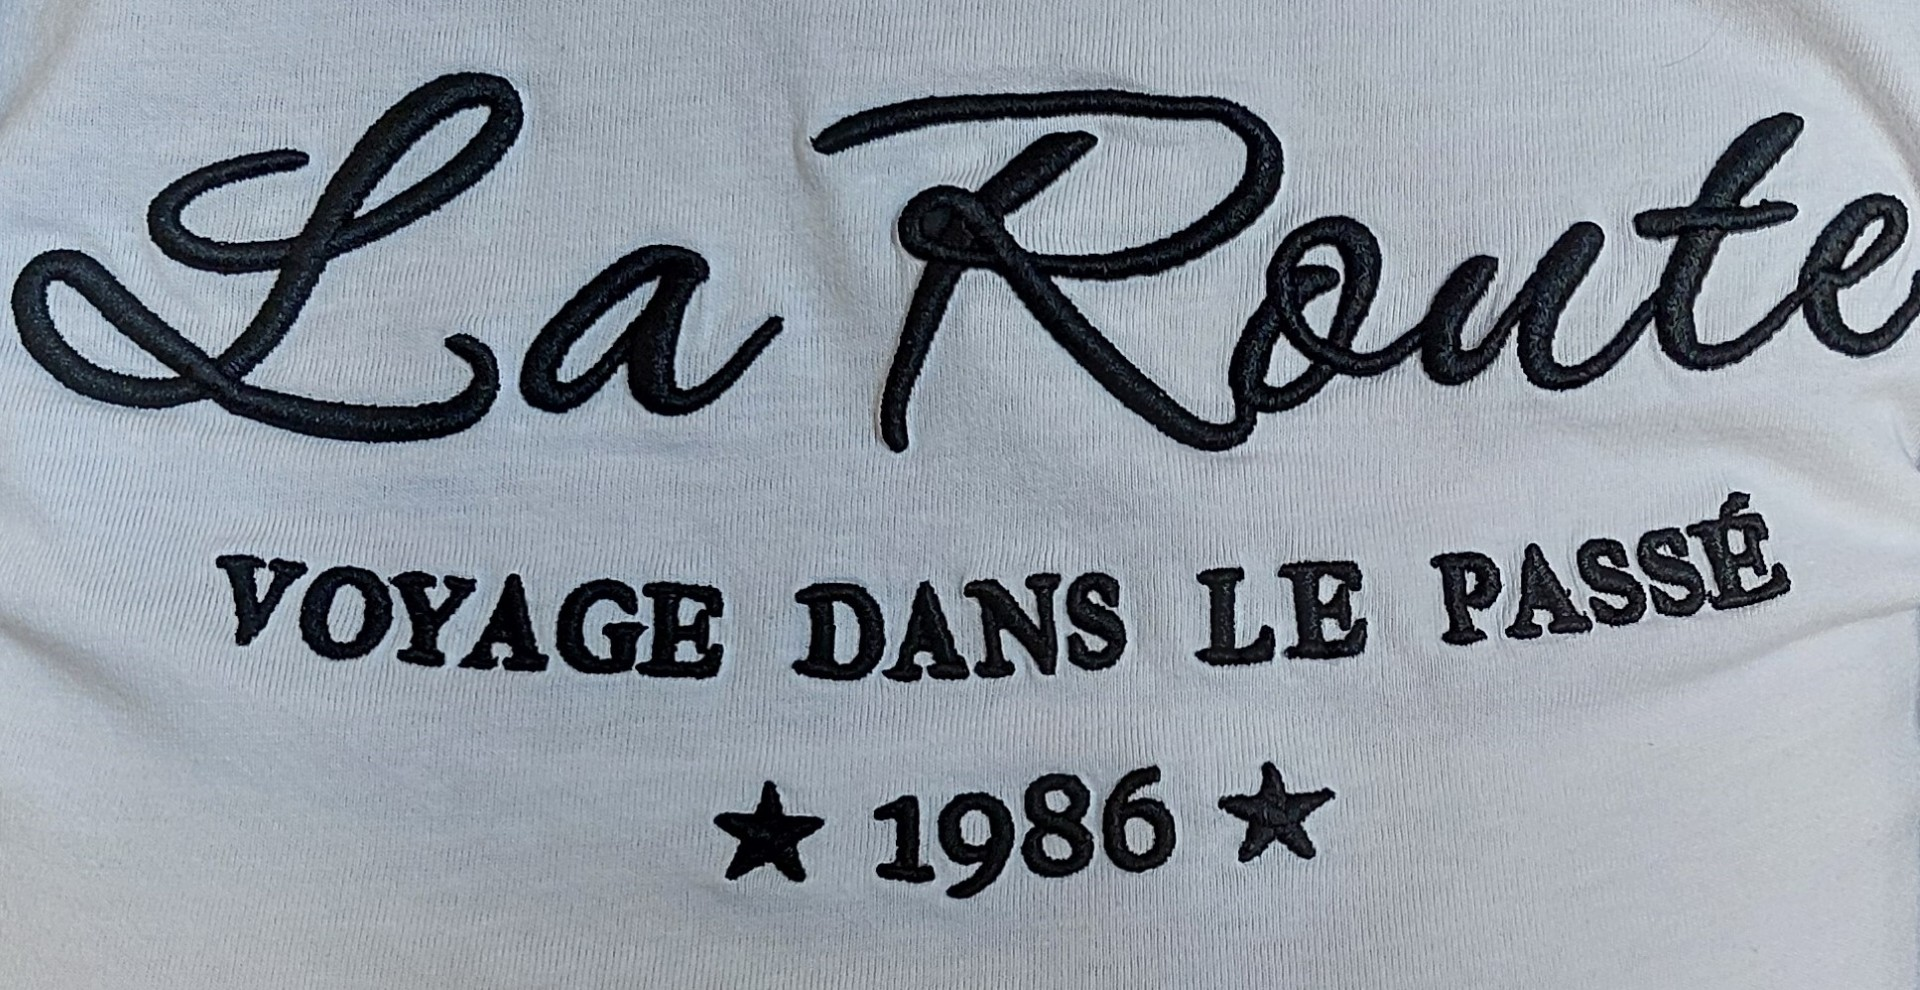 La Route
VOYAGE DANS LE PASSÉ
★ 1986 ★